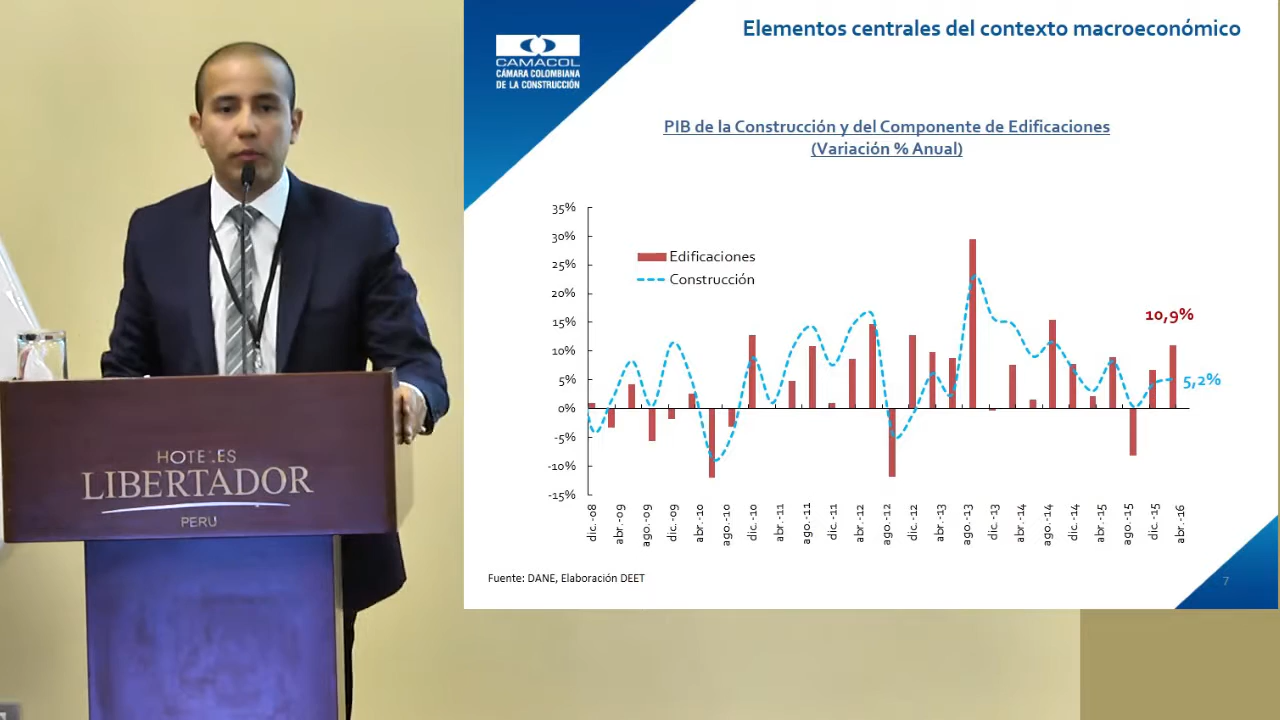 CAMACOL
CÁMARA COLOMBIANA
DE LA CONSTRUCCIÓN
Elementos centrales del contexto macroeconómico
PIB de la Construcción y del Componente de Edificaciones
(Variación % Anual)
35%
30%
25%
20%
15%
10%
5%
0%
-5%
-10%
-15%
Edificaciones
Construcción
10,9%
5,2%
dic.-08
abr.-09
ago.-09
dic.-09
abr.-10
ago.-10
dic.-10
abr.-11
ago.-11
dic.-11
abr.-12
ago.-12
dic.-12
abr.-13
ago.-13
dic.-13
abr.-14
ago.-14
dic.-14
abr.-15
ago.-15
dic.-15
abr.-16
Fuente: DANE, Elaboración DEET
7
HOTELES
LIBERTADOR
PERU